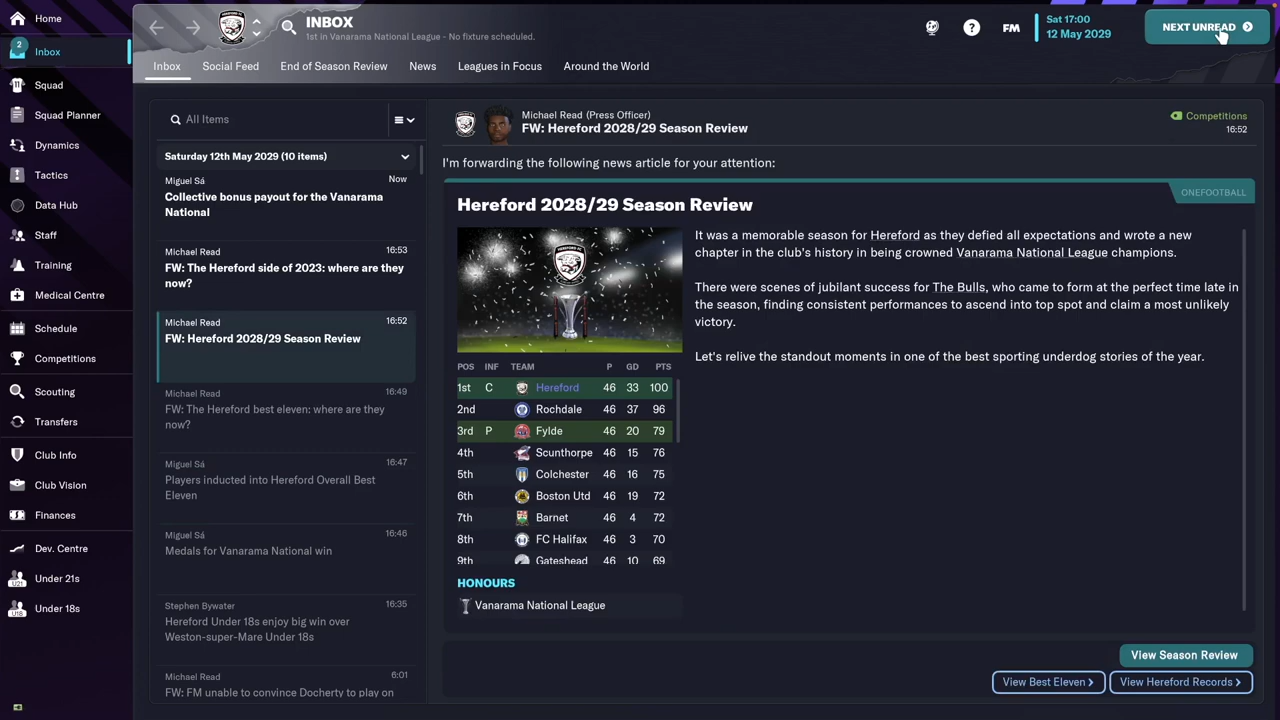 Home
2
Inbox
Squad
Squad Planner
Dynamics
Tactics
Data Hub
Staff
Training
Medical Centre
Schedule
Competitions
Scouting
Transfers
Club Info
Club Vision
Finances
Dev. Centre
U21
Under 21s
U18
Under 18s
INBOX
1st in Vanarama National League - No fixture scheduled.
?
FM
Sat 17:00
12 May 2029
NEXT UNREAD
Inbox
Social Feed
End of Season Review
News
Leagues in Focus
Around the World
All Items
Saturday 12th May 2029 (10 items)
Miguel Sá
Now
Collective bonus payout for the Vanarama
National
Michael Read
16:53
FW: The Hereford side of 2023: where are they
now?
Michael Read
16:52
FW: Hereford 2028/29 Season Review
Michael Read
16:49
FW: The Hereford best eleven: where are they
now?
Miguel Sá
16:47
Players inducted into Hereford Overall Best
Eleven
Miguel Sá
16:46
Medals for Vanarama National win
Stephen Bywater
16:35
Hereford Under 18s enjoy big win over
Weston-super-Mare Under 18s
Michael Read
6:01
FW: FM unable to convince Docherty to play on
Michael Read (Press Officer)
FW: Hereford 2028/29 Season Review
Competitions
16:52
I'm forwarding the following news article for your attention:
ONEFOOTBALL
Hereford 2028/29 Season Review
It was a memorable season for Hereford as they defied all expectations and wrote a new
chapter in the club's history in being crowned Vanarama National League champions.
There were scenes of jubilant success for The Bulls, who came to form at the perfect time late in
the season, finding consistent performances to ascend into top spot and claim a most unlikely
victory.
Let's relive the standout moments in one of the best sporting underdog stories of the year.
POS INF TEAM P GD PTS
1st C Hereford 46 33 100
2nd Rochdale 46 37 96
3rd P Fylde 46 20 79
4th Scunthorpe 46 15 76
5th Colchester 46 16 75
6th Boston Utd 46 19 72
7th Barnet 46 4 72
8th FC Halifax 46 3 70
9th Gateshead 46 10 69
HONOURS
Vanarama National League
View Season Review
View Best Eleven
View Hereford Records